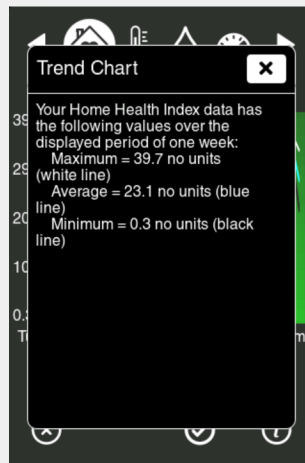 Trend Chart
Your Home Health Index data has
the following values over the
displayed period of one week:
Maximum = 39.7 no units
(white line)
Average = 23.1 no units (blue
line)
Minimum = 0.3 no units (black
line)